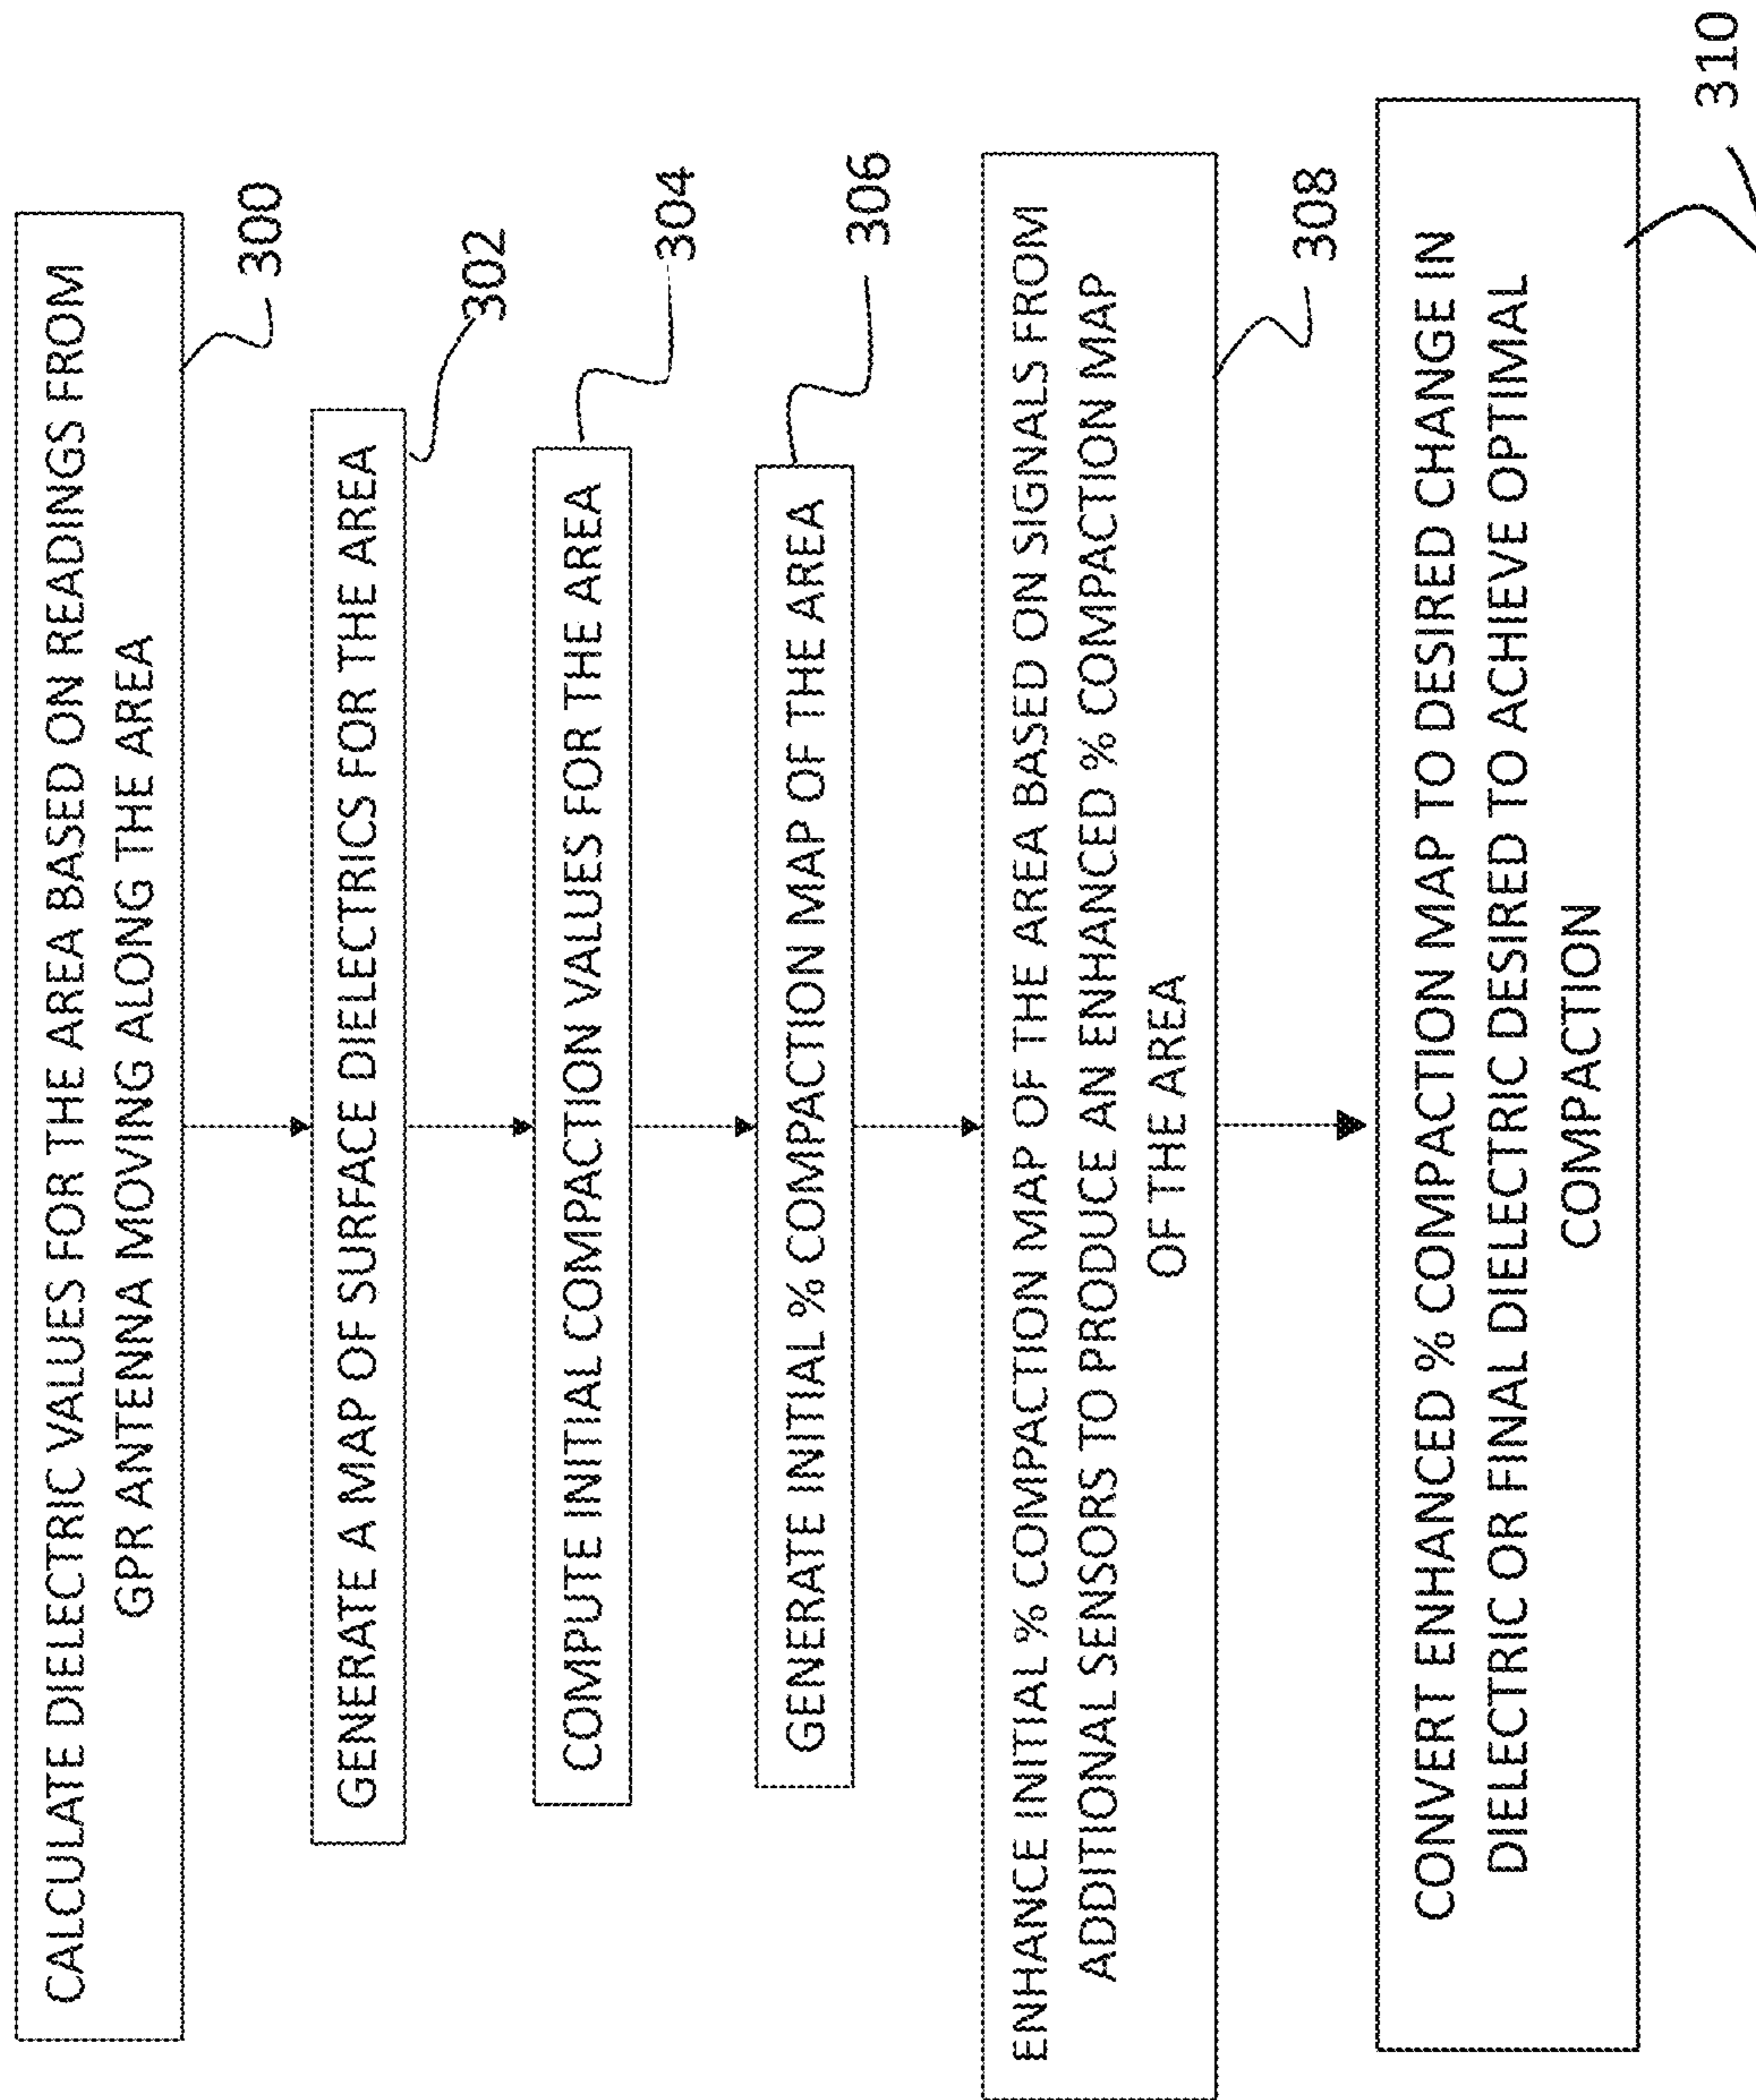 CALCULATE DIELECTRIC VALUES FOR THE AREA BASED ON READINGS FROM
GPR ANTENNA MOVING ALONG THE AREA
300
GENERATE A MAP OF SURFACE DIELECTRICS FOR THE AREA
302
COMPUTE INITIAL COMPACTION VALUES FOR THE AREA
304
GENERATE INITIAL % COMPACTION MAP OF THE AREA
306
ENHANCE INITIAL % COMPACTION MAP OF THE AREA BASED ON SIGNALS FROM
ADDITIONAL SENSORS TO PRODUCE AN ENHANCED % COMPACTION MAP
OF THE AREA
308
CONVERT ENHANCED % COMPACTION MAP TO DESIRED CHANGE IN
DIELECTRIC OR FINAL DIELECTRIC DESIRED TO ACHIEVE OPTIMAL
COMPACTION
310